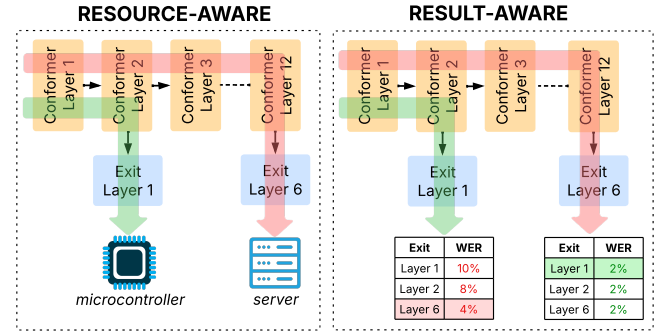 RESOURCE-AWARE
Conformer
Layer 1
Conformer
Layer 2
Conformer
Layer 3
Conformer
Layer 12
Exit
Layer 1
Exit
Layer 6
microcontroller
server
RESULT-AWARE
Conformer
Layer 1
Conformer
Layer 2
Conformer
Layer 3
Conformer
Layer 12
Exit
Layer 1
Exit
Layer 6
Exit WER
Layer 1 10%
Layer 2 8%
Layer 6 4%
Exit WER
Layer 1 2%
Layer 2 2%
Layer 6 2%